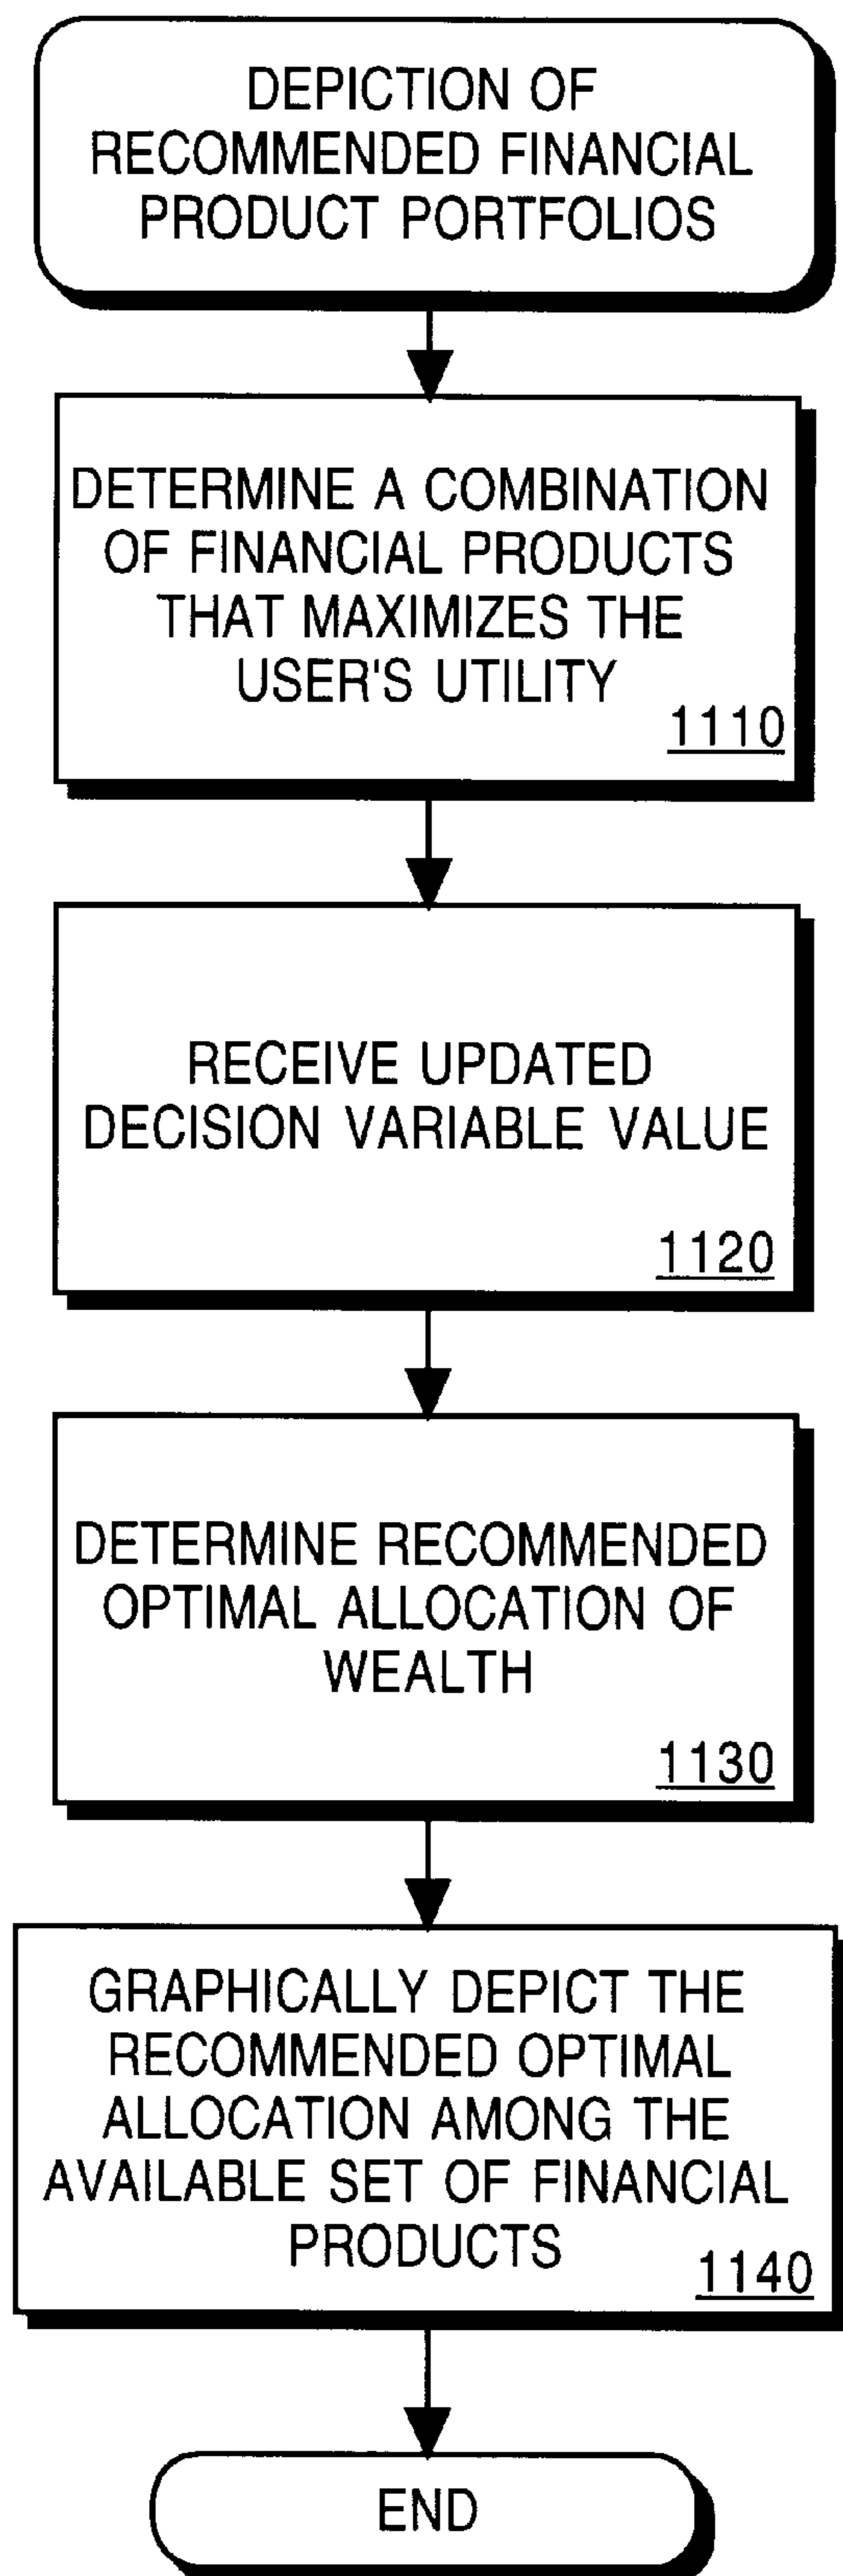 DEPICTION OF
RECOMMENDED FINANCIAL
PRODUCT PORTFOLIOS
DETERMINE A COMBINATION
OF FINANCIAL PRODUCTS
THAT MAXIMIZES THE
USER'S UTILITY
1110
RECEIVE UPDATED
DECISION VARIABLE VALUE
1120
DETERMINE RECOMMENDED
OPTIMAL ALLOCATION OF
WEALTH
1130
GRAPHICALLY DEPICT THE
RECOMMENDED OPTIMAL
ALLOCATION AMONG THE
AVAILABLE SET OF FINANCIAL
PRODUCTS
1140
END